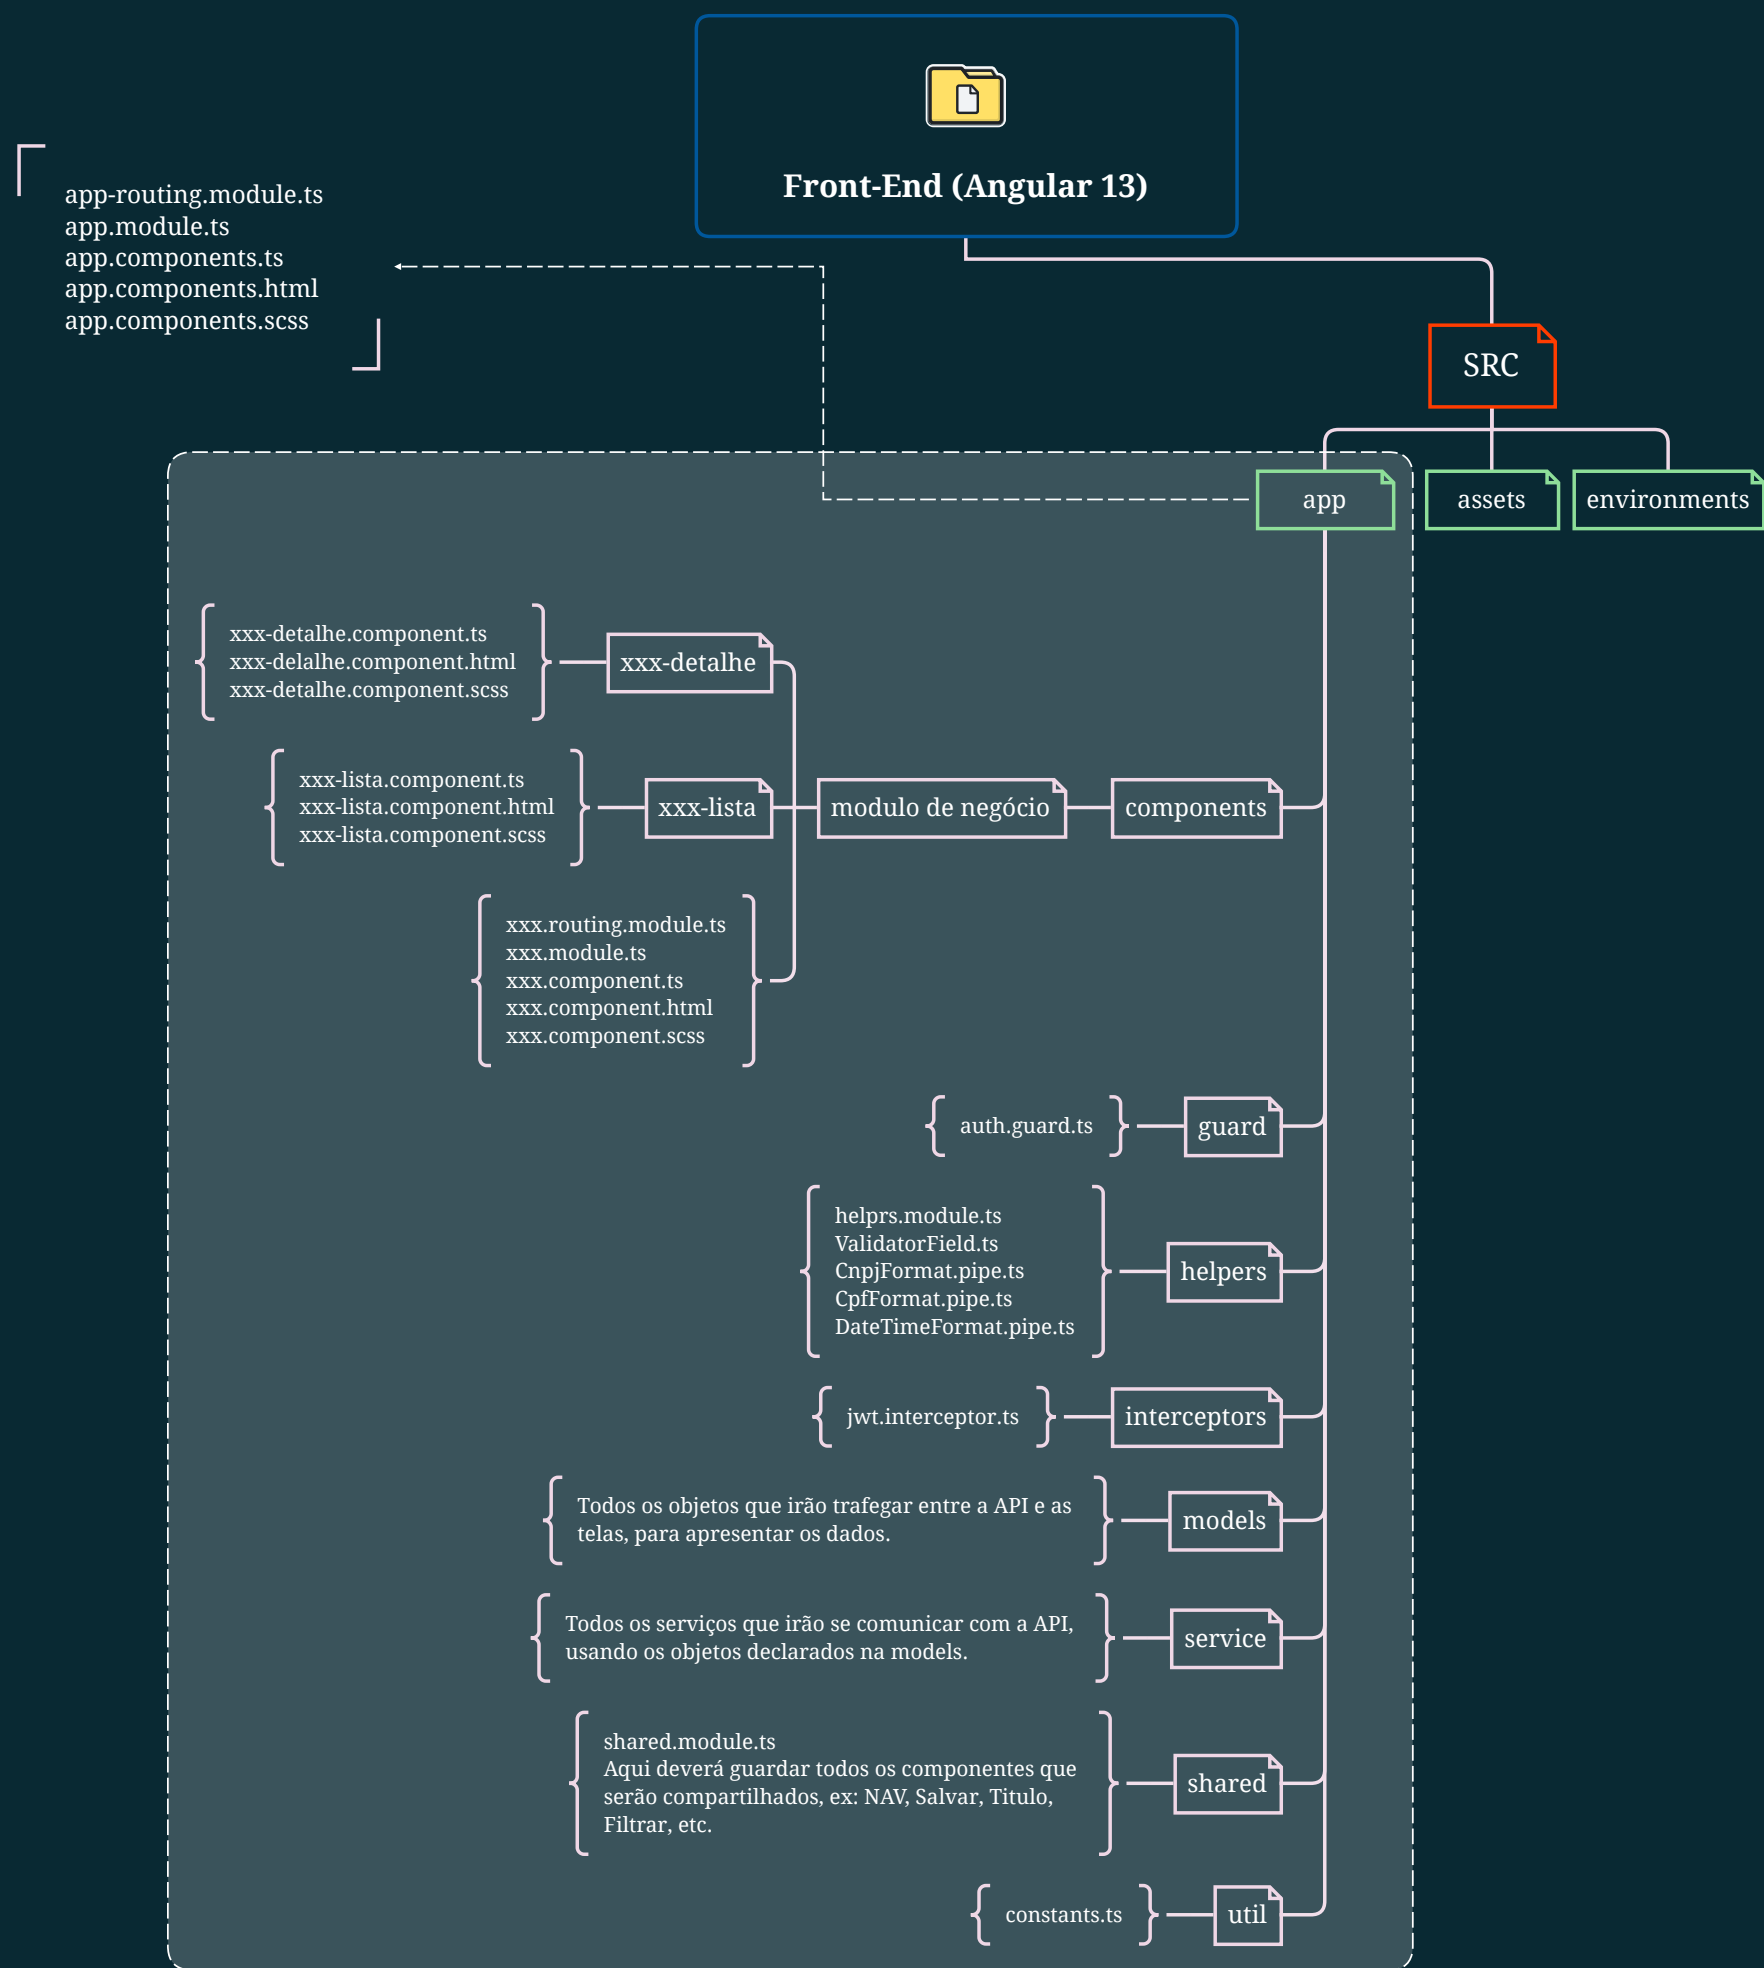 Front-End (Angular 13)
app-routing.module.ts
app.module.ts
app.components.ts
app.components.html
app.components.scss
SRC
app
assets
environments
xxx-detalhe.component.ts
xxx-delalhe.component.html
xxx-detalhe.component.scss
xxx-detalhe
xxx-lista.component.ts
xxx-lista.component.html
xxx-lista.component.scss
xxx-lista
modulo de negócio
components
xxx.routing.module.ts
xxx.module.ts
xxx.component.ts
xxx.component.html
xxx.component.scss
auth.guard.ts
guard
helprs.module.ts
ValidatorField.ts
CnpjFormat.pipe.ts
CpfFormat.pipe.ts
DateTimeFormat.pipe.ts
helpers
jwt.interceptor.ts
interceptors
Todos os objetos que irão trafegar entre a API e as
telas, para apresentar os dados.
models
Todos os serviços que irão se comunicar com a API,
usando os objetos declarados na models.
service
shared.module.ts
Aqui deverá guardar todos os componentes que
serão compartilhados, ex: NAV, Salvar, Titulo,
Filtrar, etc.
shared
constants.ts
util